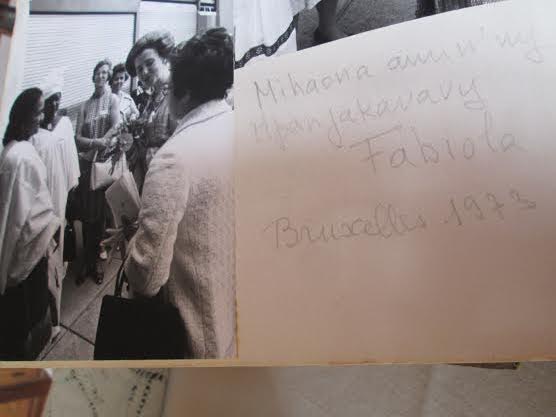 Mihaona amin'ny
Mpanjakavavy
Fabiola
Bruxelles 1973